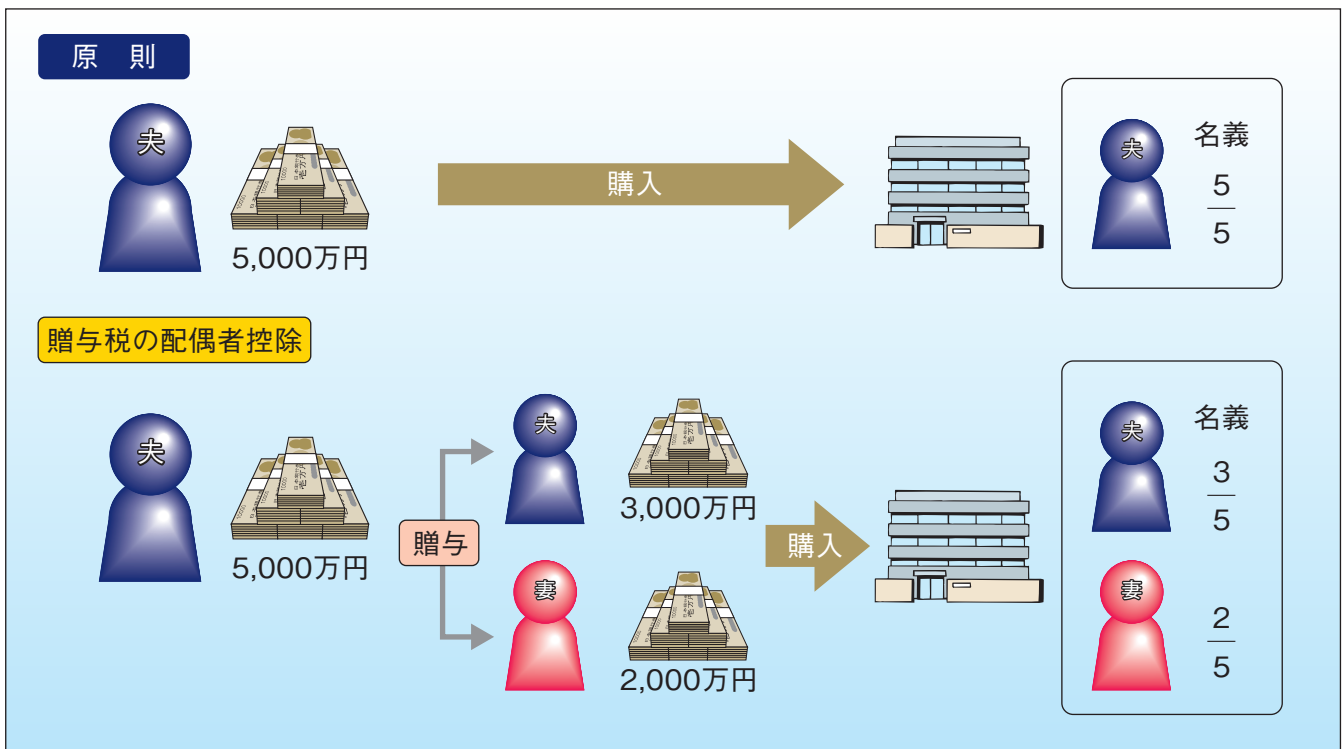 原 則
夫
5,000万円
購入
夫
名義
5
5
贈与税の配偶者控除
夫
5,000万円
贈与
夫
3,000万円
妻
2,000万円
購入
夫
名義
3
5
妻
2
5